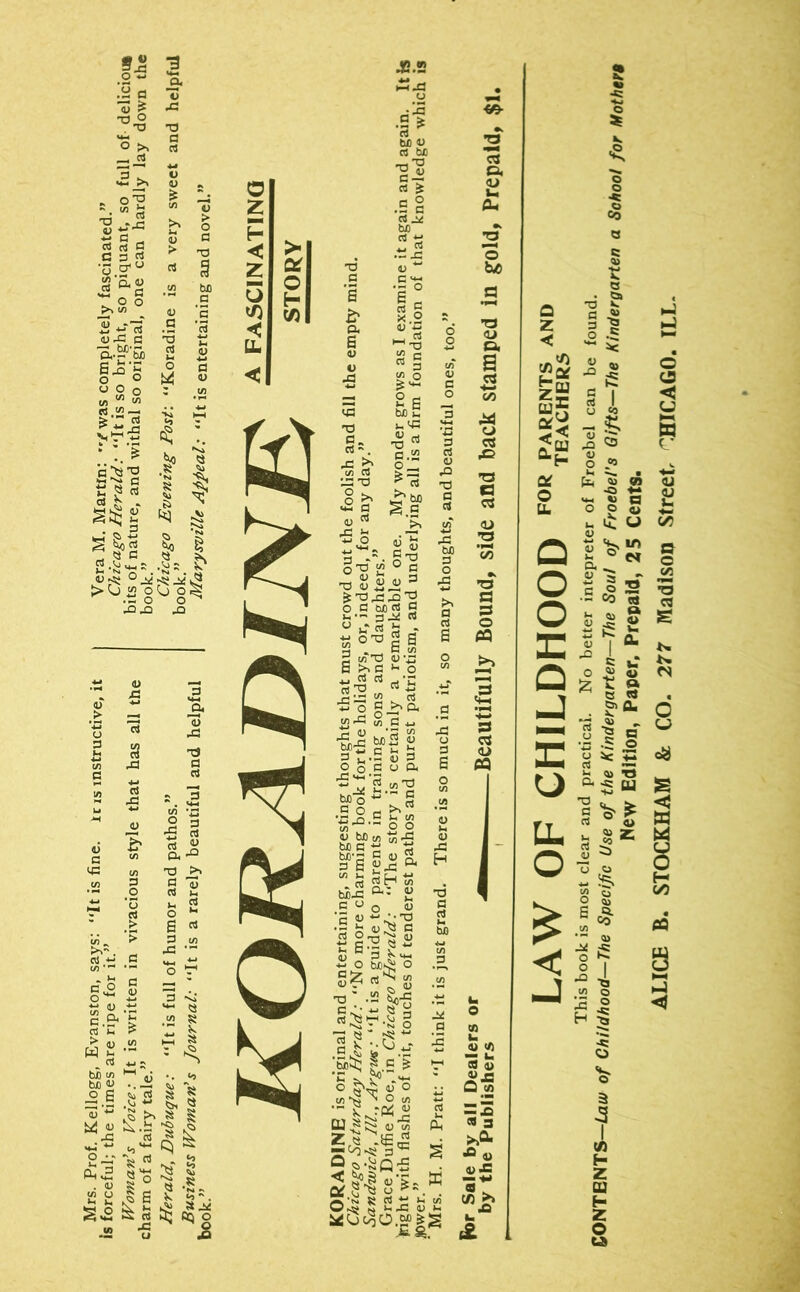 Mrs. Prof. Kellogg, Evanston, says: "It is fine. It is instructive, it
is forceful; the times are ripe for it."
Woman's Voice: It is written in vivacious style that has all the
charm of a fairy tale."
Herald, Dubuque: "It is full of humor and pathos."
Business Woman's Journal: "It is a rarely beautiful and helpful
book."
Vera M. Martin: "I was completely fascinated."
Chicago Herald: "It is so bright, so piquant, so full of delicious
bits of nature, and withal so original, one can hardly lay down the
book."
Chicago Evening Post: "Koradine is a very sweet and helpful
book."
Marysville Appeal: "It is entertaining and novel."
KORADINE
A FASCINATING
STORY
KORADINE is original and entertaining, suggesting thoughts that must crowd out the foolish and fill the empty mind.
Chicago Saturday Herald: "No more charming book for the holidays, or, indeed, for any day."
Sandwich, Ill., Argus: "It is a guide to parents in training sons and daughters."
Grace Duffie Roe, in Chicago Herald: "The story is certainly a remarkable one. My wonder grows as I examine it again and again. It is
bright with flashes of wit, touches of tenderest pathos and purest patriotism, and underlying all is a firm foundation of that knowledge which is
power."
Mrs. H. M. Pratt: "I think it is just grand. There is so much in it, so many thoughts, and beautiful ones, too."
For Sale by all Dealers or
by the Publishers
Beautifully Bound, side and back stamped in gold, Prepaid, $1.
LAW OF CHILDHOOD FOR PARENTS AND
TEACHERS
This book is most clear and practical. No better intepreter of Froebel can be found.
CONTENTS—Law of Childhood—The Specific Use of the Kindergarten—The Soul of Froebel's Gifts—The Kindergarten a School for Mothers
New Edition, Paper, Prepaid, 25 Cents.
ALICE B. STOCKHAM & CO. 277 Madison Street. CHICAGO. ILL.